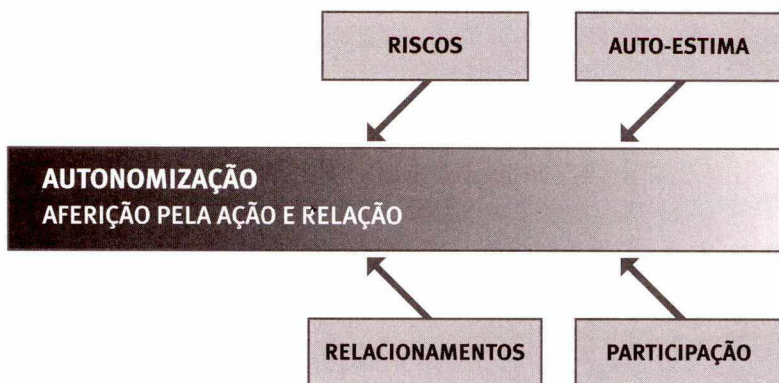 RISCOS
AUTO-ESTIMA
AUTONOMIZAÇÃO
AFERIÇÃO PELA AÇÃO E RELAÇÃO
RELACIONAMENTOS
PARTICIPAÇÃO